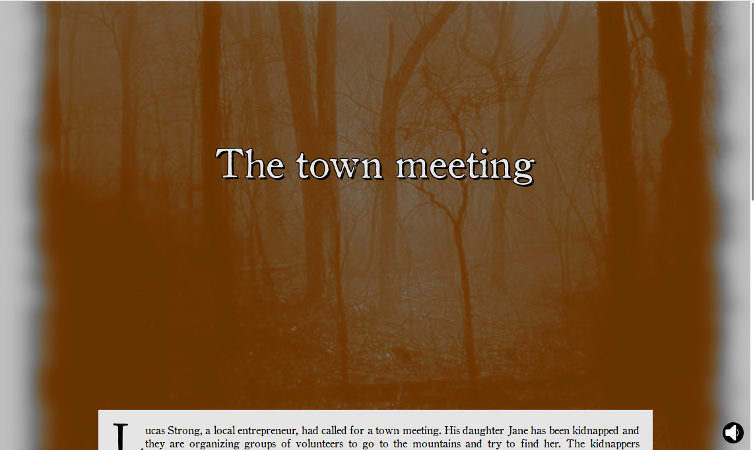 The town meeting
Lucas Strong, a local entrepreneur, had called for a town meeting. His daughter Jane has been kidnapped and
they are organizing groups of volunteers to go to the mountains and try to find her. The kidnappers